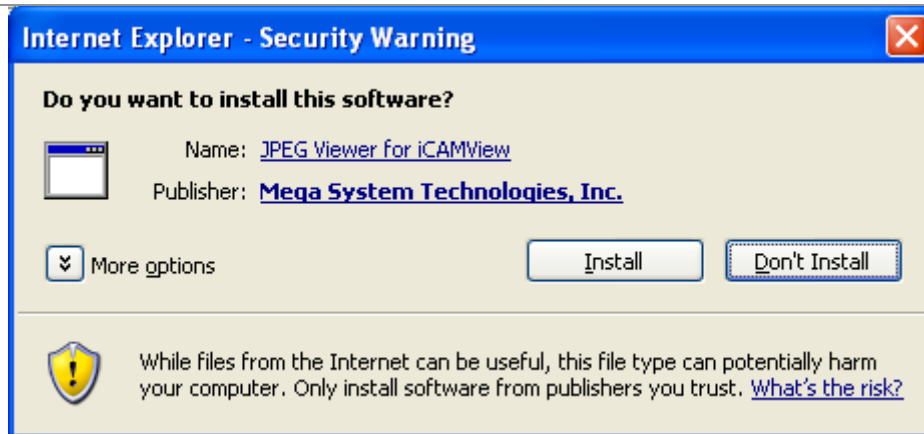 Internet Explorer - Security Warning
Do you want to install this software?
Name: JPEG Viewer for iCAMView
Publisher: Mega System Technologies, Inc.
More options
Install
Don't Install
While files from the Internet can be useful, this file type can potentially harm
your computer. Only install software from publishers you trust. What's the risk?